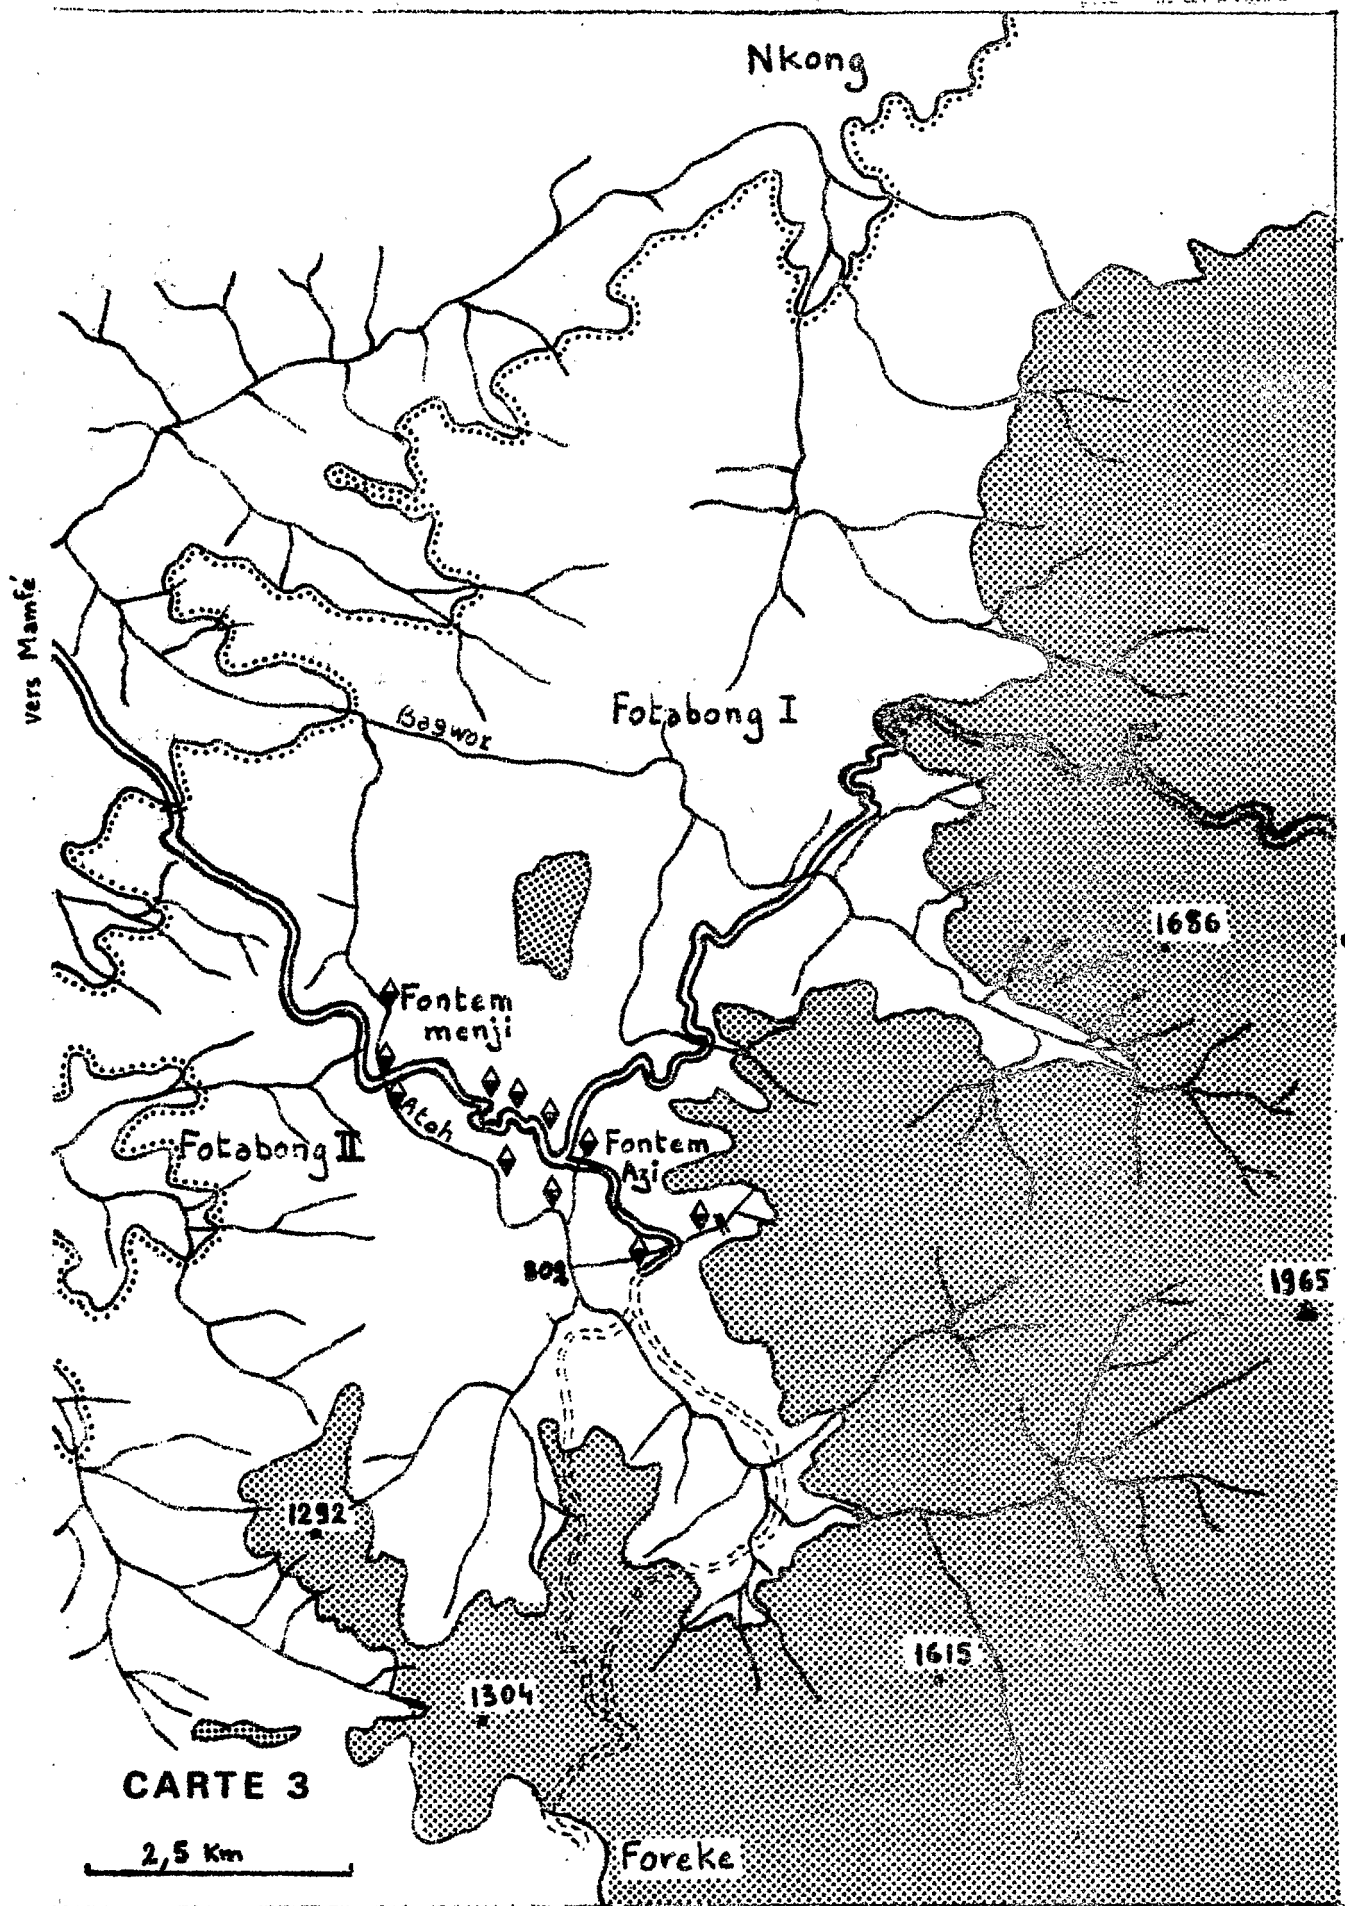 Nkong
vers Mamfé
Fotabong I
Bagwor
1686
Fontem
menji
Atoh
Fotabong II
Fontem
Azi
809
1965
1292
1615
1304
CARTE 3
2,5 Km
Foreke